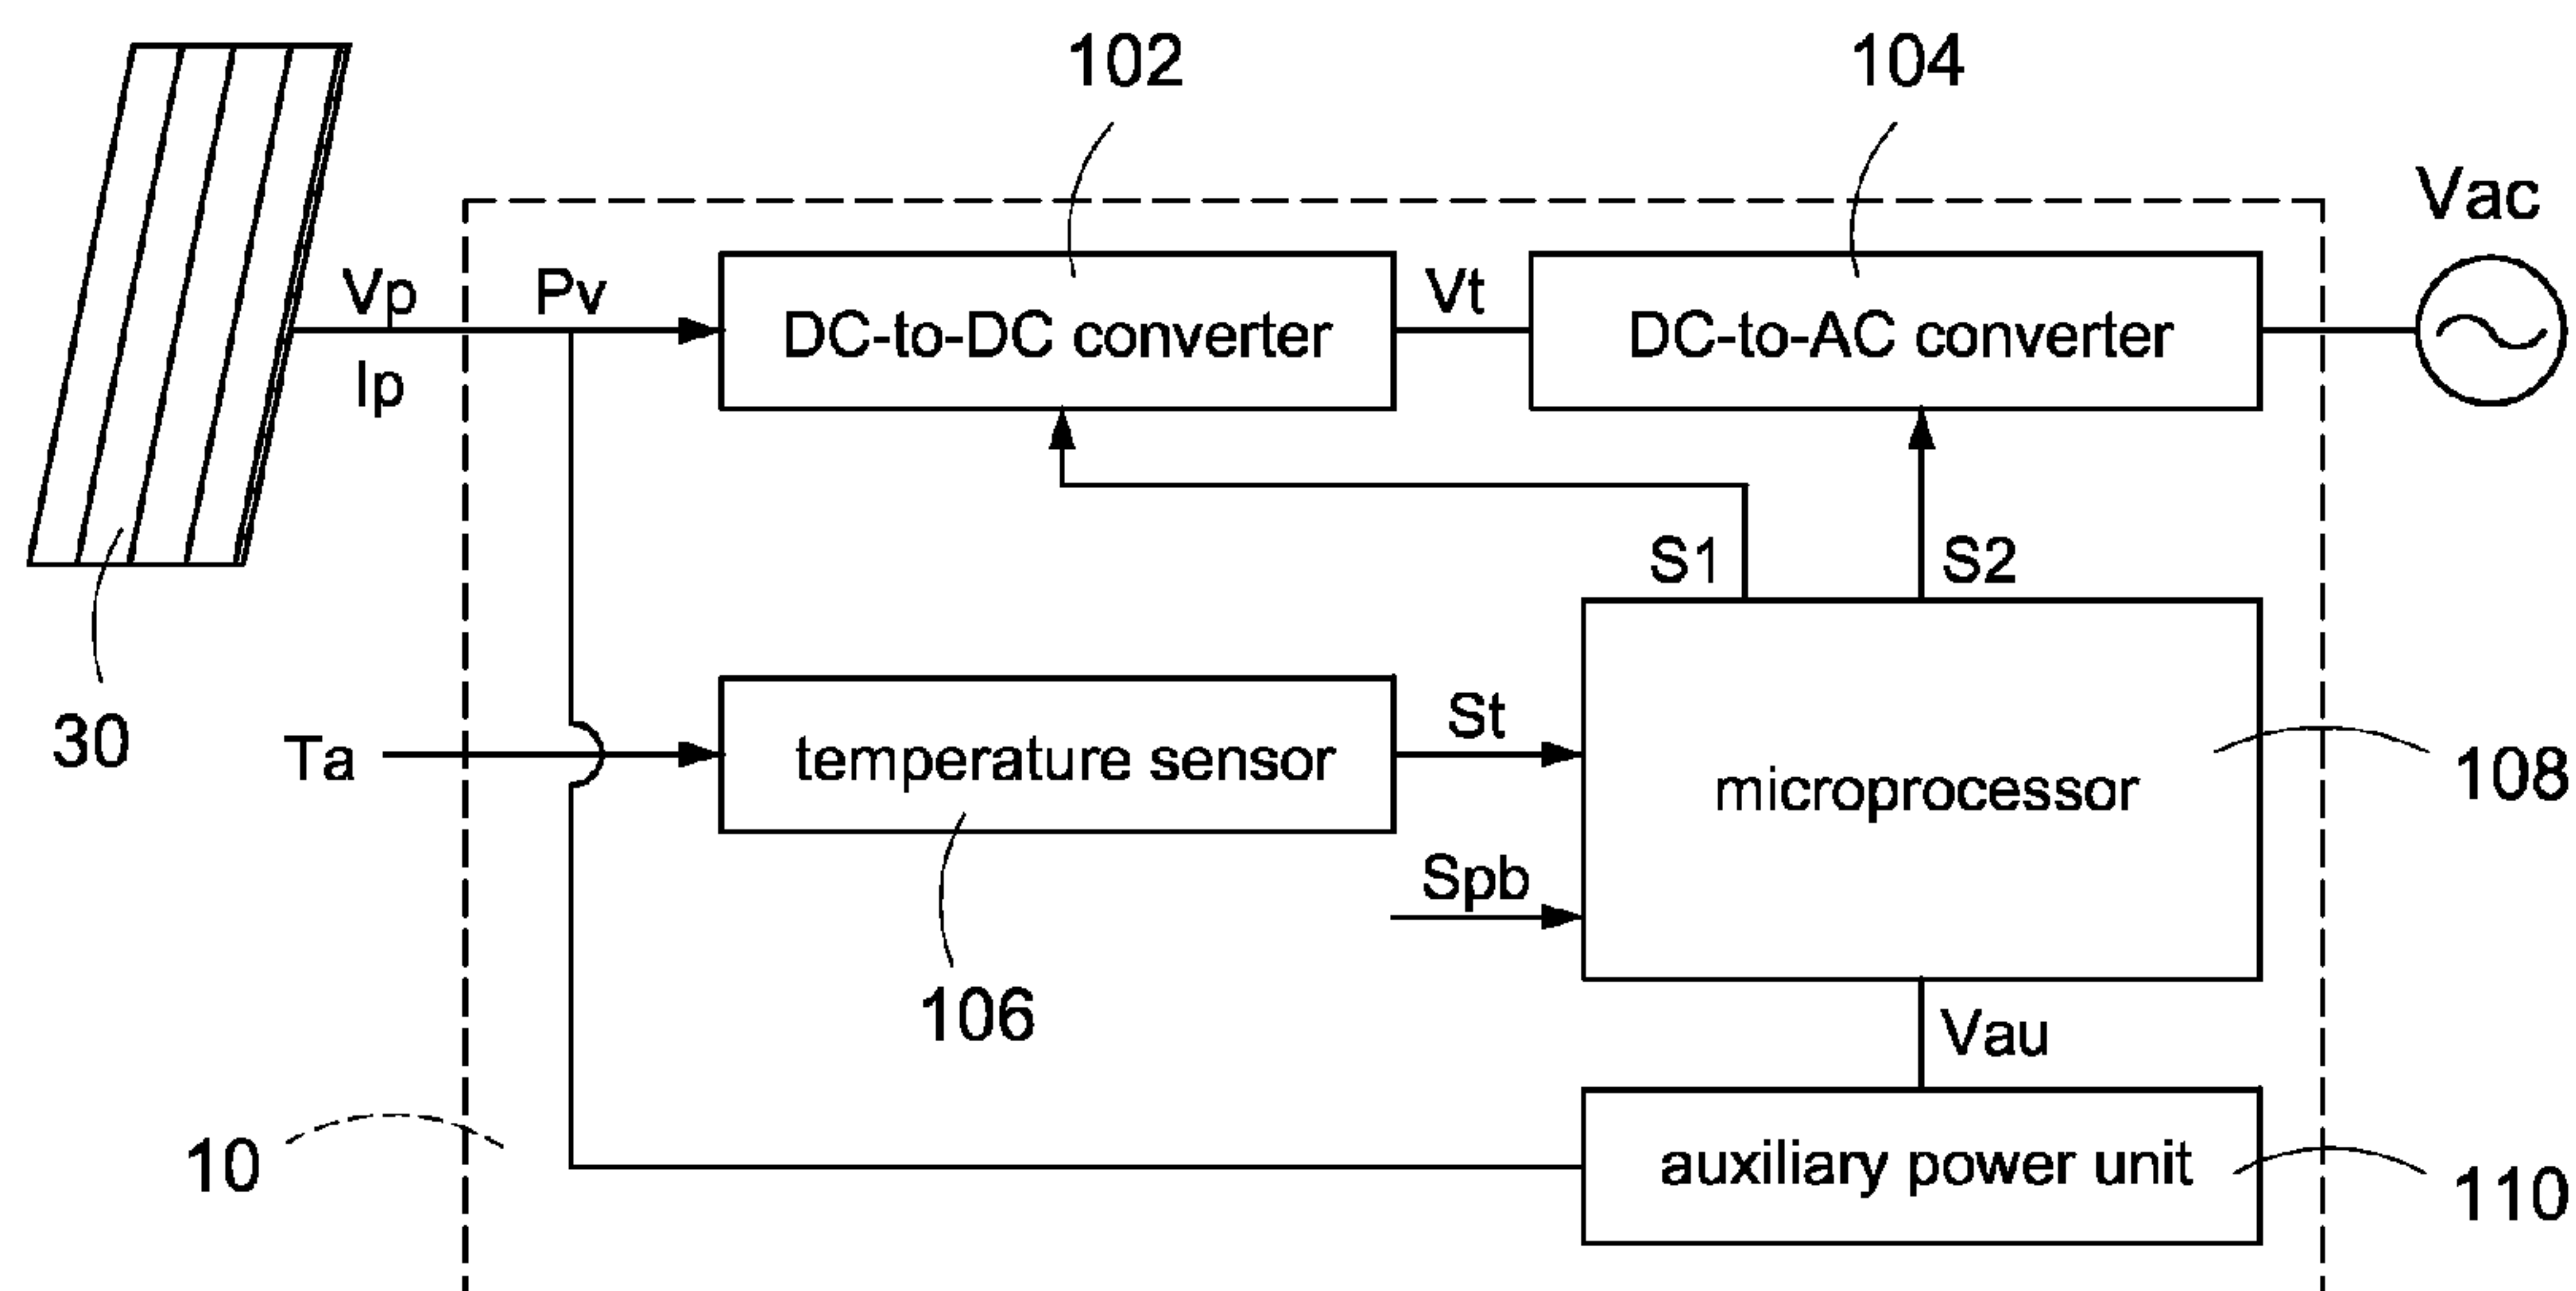 102
104
Vac
Vp
Pv
DC-to-DC converter
Vt
DC-to-AC converter
Ip
S1
S2
30
Ta
temperature sensor
St
microprocessor
108
Spb
106
Vau
10
auxiliary power unit
110